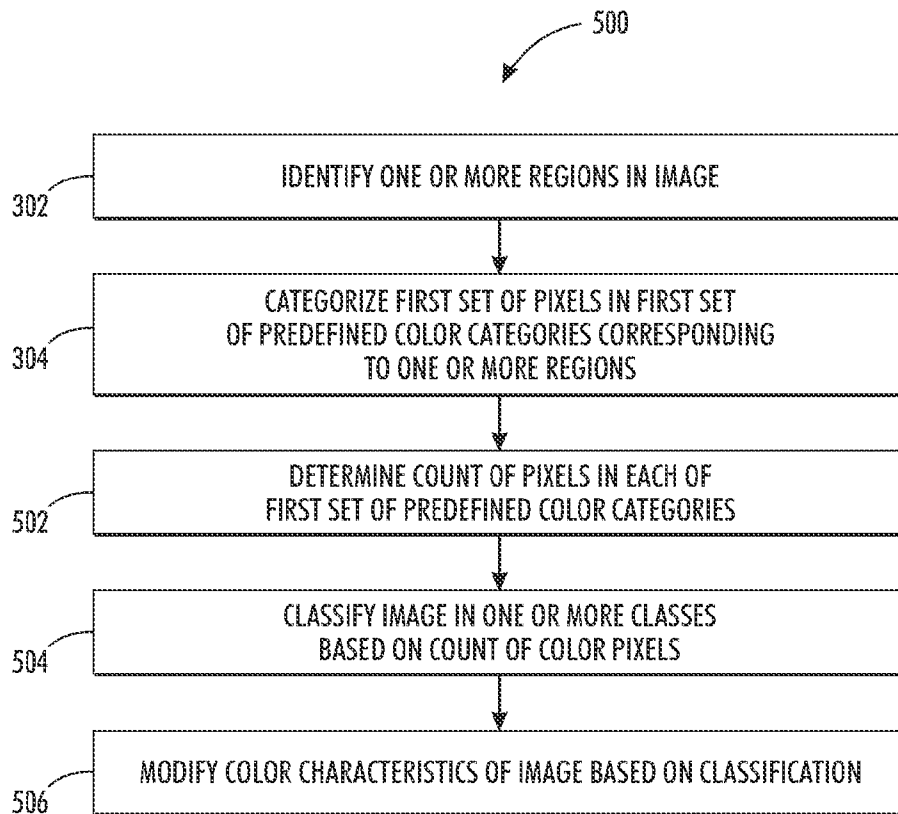 500
IDENTIFY ONE OR MORE REGIONS IN IMAGE
302
CATEGORIZE FIRST SET OF PIXELS IN FIRST SET
OF PREDEFINED COLOR CATEGORIES CORRESPONDING
TO ONE OR MORE REGIONS
304
DETERMINE COUNT OF PIXELS IN EACH OF
FIRST SET OF PREDEFINED COLOR CATEGORIES
502
CLASSIFY IMAGE IN ONE OR MORE CLASSES
BASED ON COUNT OF COLOR PIXELS
504
MODIFY COLOR CHARACTERISTICS OF IMAGE BASED ON CLASSIFICATION
506